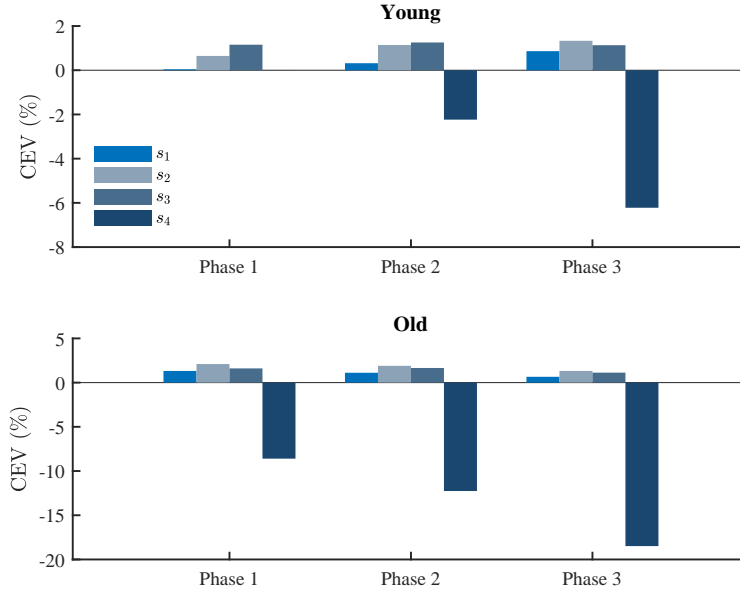 Young
CEV (%)
2
0
-2
-4
-6
-8
s1
s2
s3
s4
Phase 1 Phase 2 Phase 3
Old
CEV (%)
5
0
-5
-10
-15
-20
Phase 1 Phase 2 Phase 3